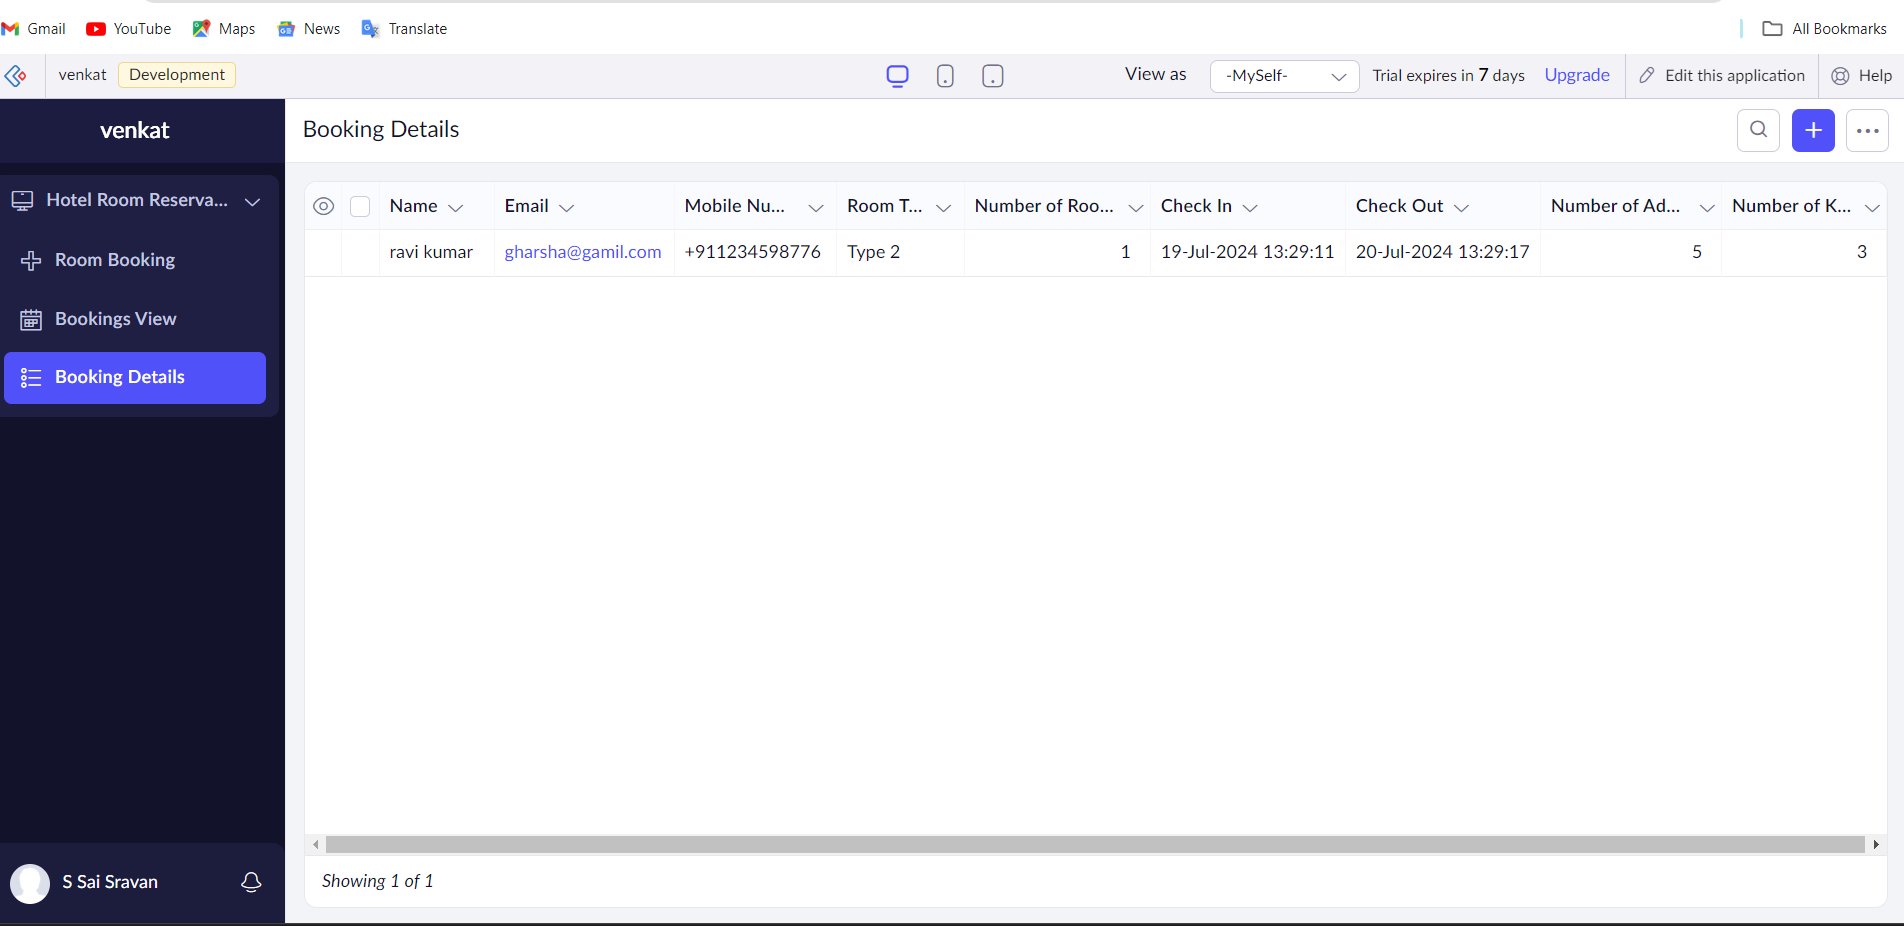 Gmail YouTube Maps News Translate All Bookmarks
venkat Development View as -MySelf- Trial expires in 7 days Upgrade Edit this application Help
venkat
Booking Details
Hotel Room Reserva...
Room Booking
Bookings View
Booking Details
Name Email Mobile Nu... Room T... Number of Roo... Check In Check Out Number of Ad... Number of K...
ravi kumar gharsha@gamil.com +911234598776 Type 2 1 19-Jul-2024 13:29:11 20-Jul-2024 13:29:17 5 3
Showing 1 of 1
S Sai Sravan